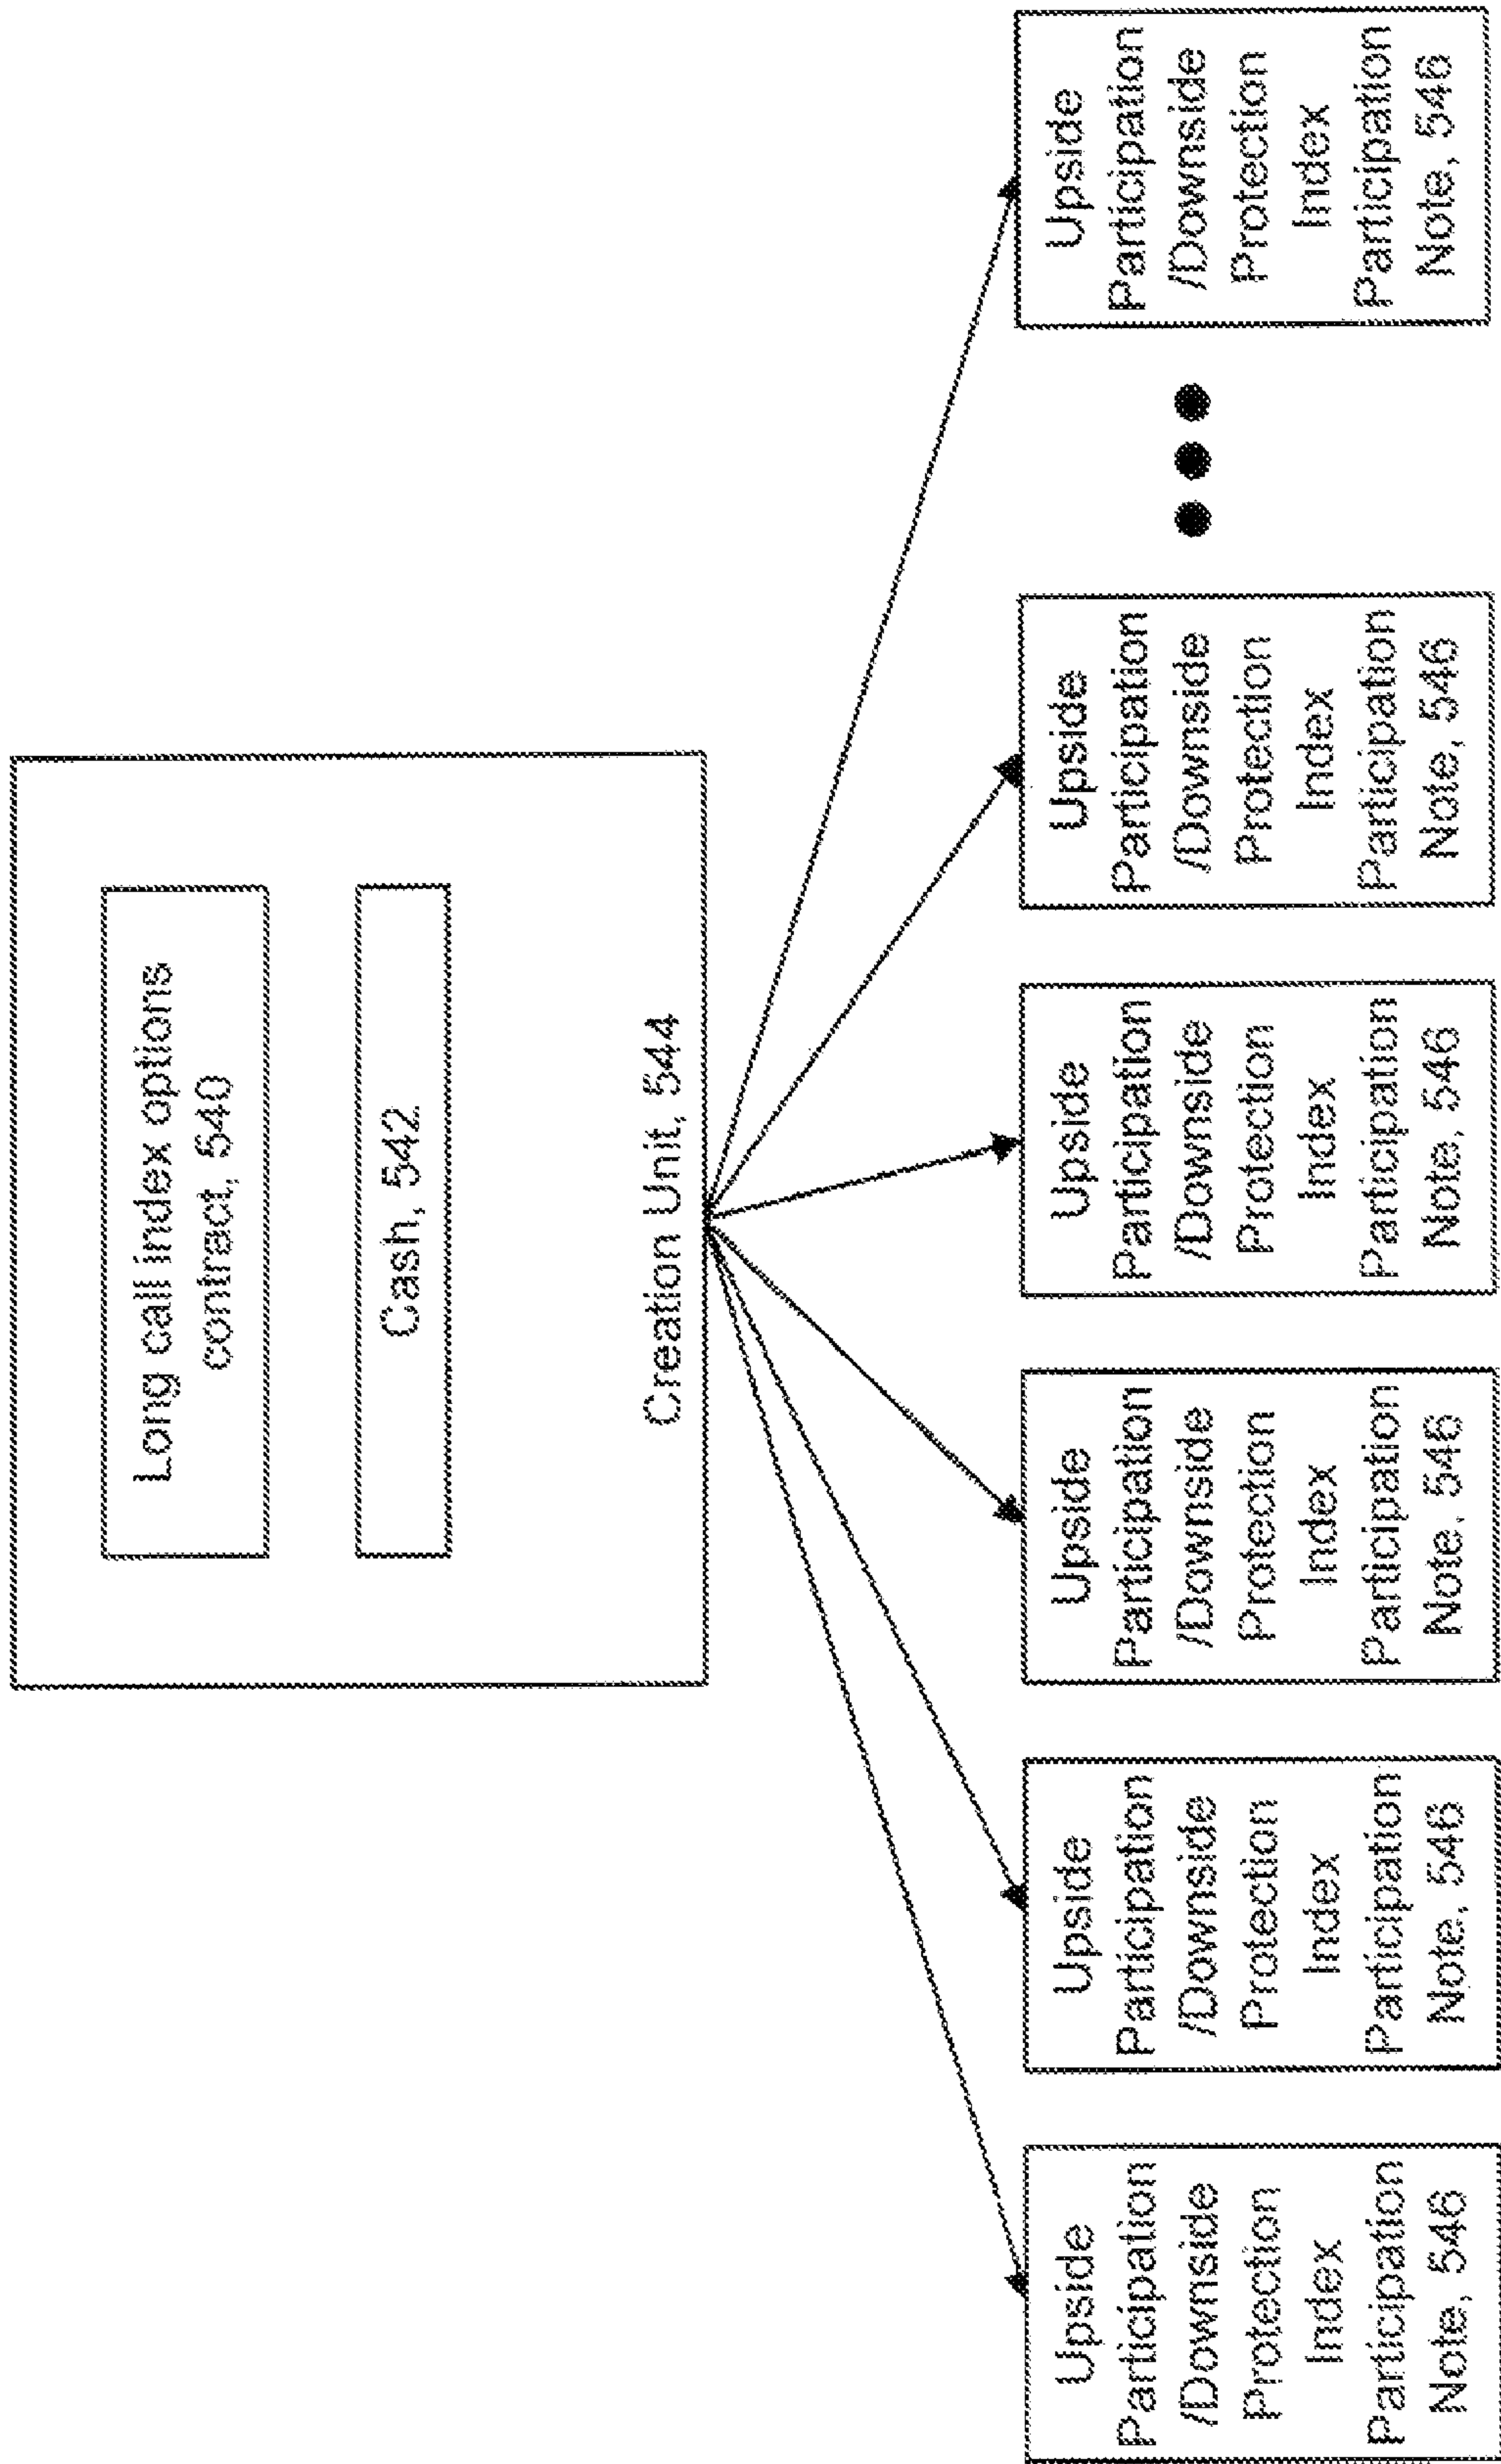 Long call index options
contract, 540
Cash, 542
Creation Unit, 544
Upside
Participation
/Downside
Protection
Index
Participation
Note, 546
Upside
Participation
/Downside
Protection
Index
Participation
Note, 546
Upside
Participation
/Downside
Protection
Index
Participation
Note, 546
Upside
Participation
/Downside
Protection
Index
Participation
Note, 546
Upside
Participation
/Downside
Protection
Index
Participation
Note, 546
Upside
Participation
/Downside
Protection
Index
Participation
Note, 546